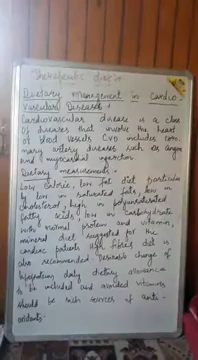 Therapeutic diet :-
Dietary management in Cardio
Vascular Diseases :
Cardiovascular disease is a class
of diseases that involve the heart
or blood vessels CVD includes coro
nary artery diseases such as angina
and myocardial infarction
Dietary measurements :-
Low calorie, low fat diet particular
ly low in saturated fats, low in
cholesterol, high in polyunsaturated
fatty acids, low in carbohydrate
with normal protein and vitamin,
mineral diet suggested for the
cardiac patients High fibres diet is
also recommended Desirable change of
daily dietary allowance
to be included and avoided vitamins
should be rich sources of anti-
oxidants